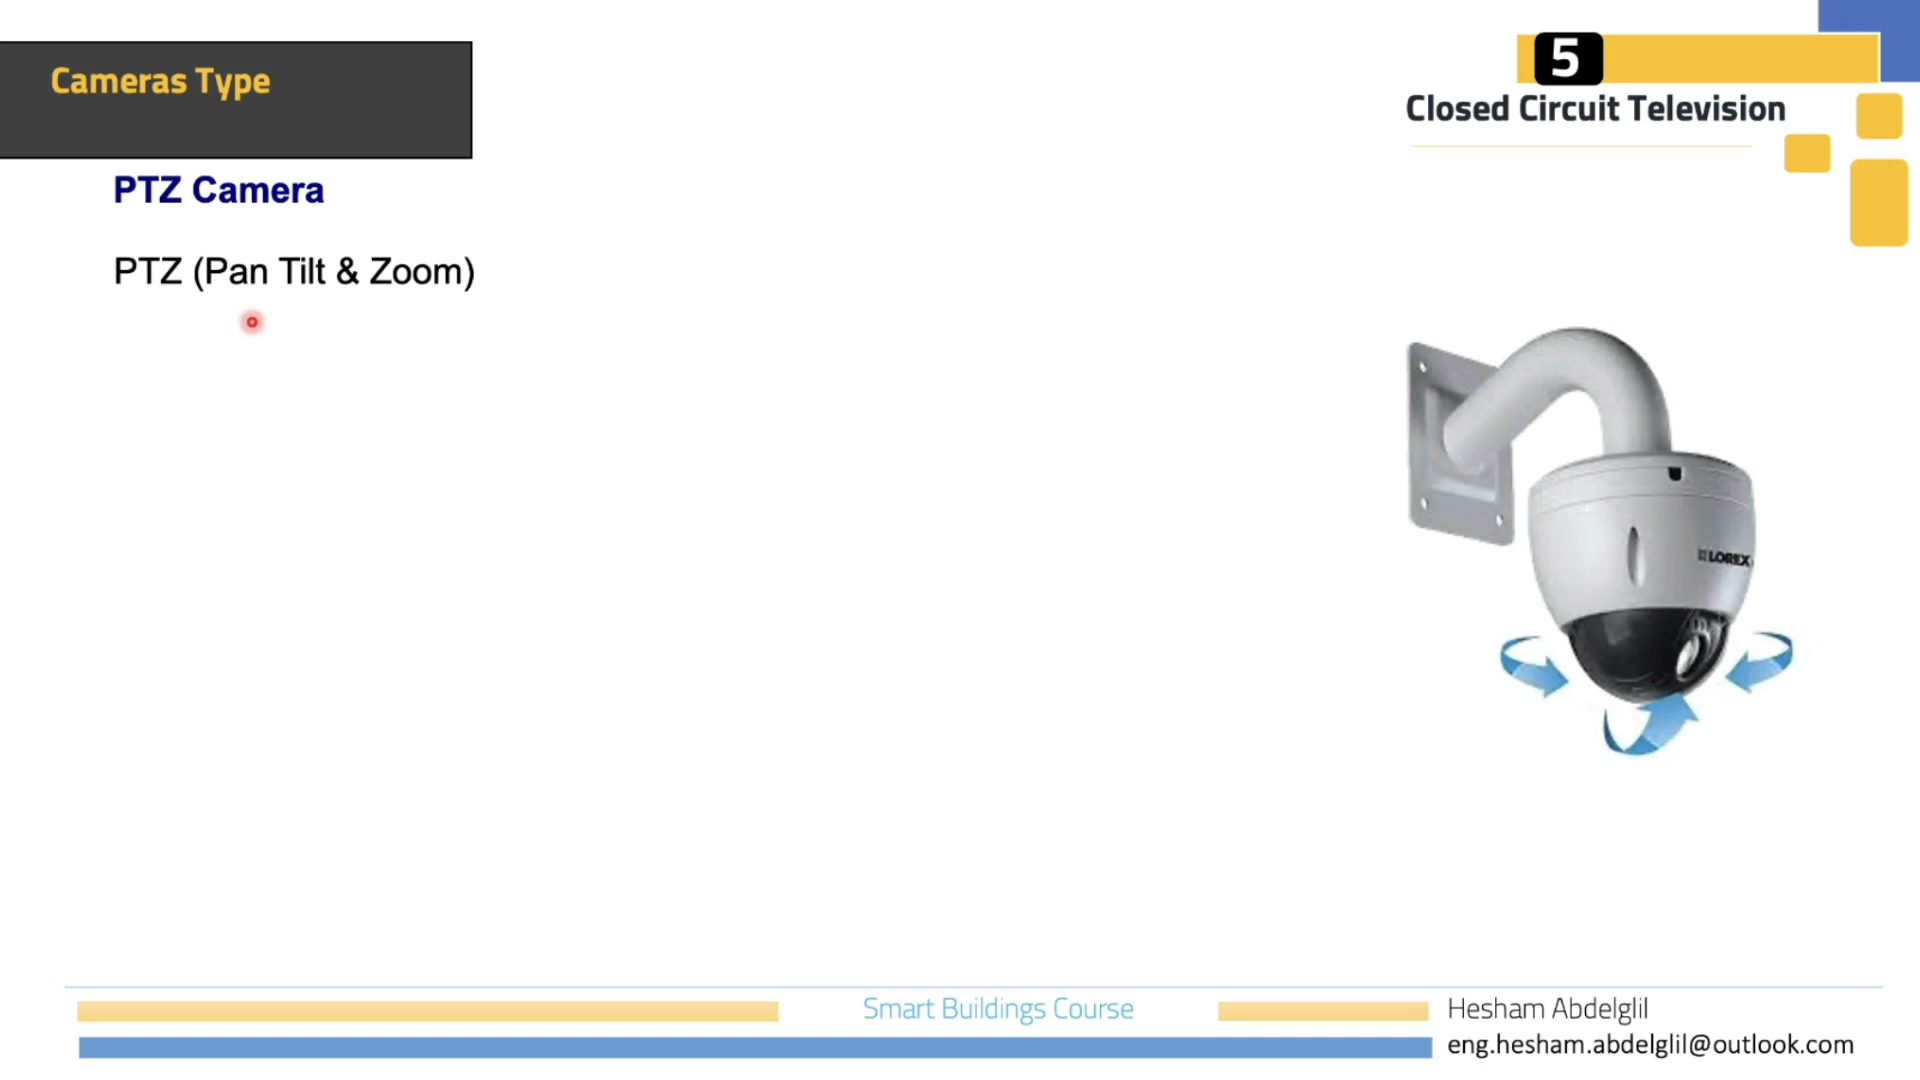 Cameras Type
5
Closed Circuit Television
PTZ Camera
PTZ (Pan Tilt & Zoom)
LOREX
Smart Buildings Course
Hesham Abdelglil
eng.hesham.abdelglil@outlook.com